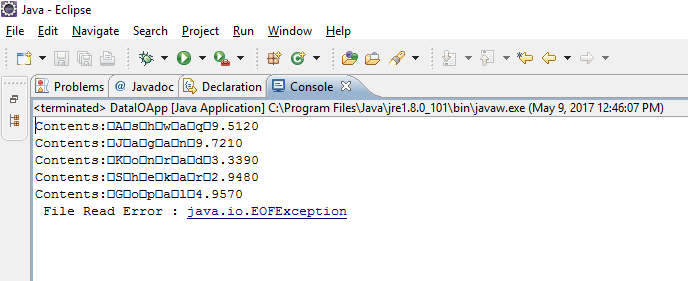 Java - Eclipse
File Edit Navigate Search Project Run Window Help
Problems @ Javadoc Declaration Console
<terminated> DataIOApp [Java Application] C:\Program Files\Java\jre1.8.0_101\bin\javaw.exe (May 9, 2017 12:46:07 PM)
Contents:□A□s□h□w□a□q□9.5120
Contents:□J□a□g□a□n□9.7210
Contents:□K□o□n□r□a□d□3.3390
Contents:□S□h□e□k□a□r□2.9480
Contents:□G□o□p□a□l□4.9570
File Read Error : java.io.EOFException